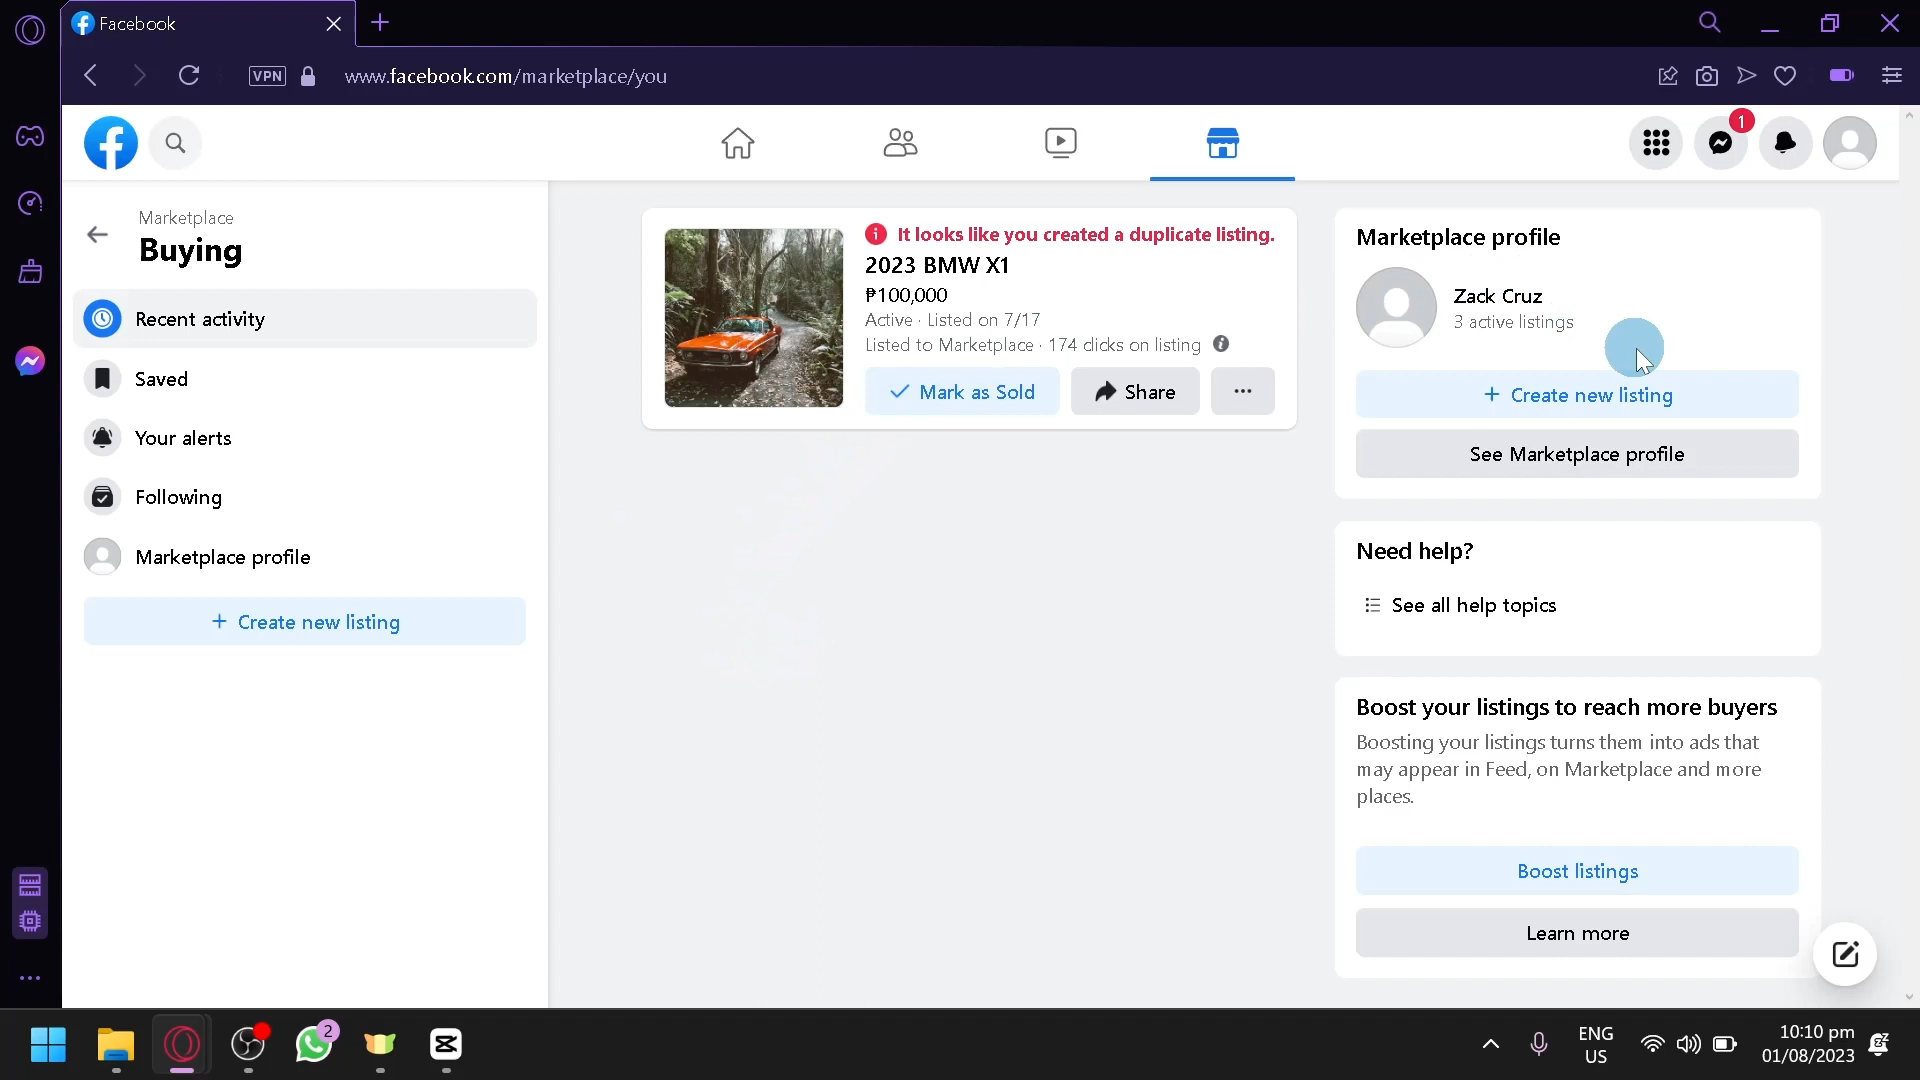 Facebook
VPN
www.facebook.com/marketplace/you
1
Marketplace
Buying
Recent activity
Saved
Your alerts
Following
Marketplace profile
+ Create new listing
It looks like you created a duplicate listing.
2023 BMW X1
₱100,000
Active · Listed on 7/17
Listed to Marketplace · 174 clicks on listing
Mark as Sold
Share
Marketplace profile
Zack Cruz
3 active listings
+ Create new listing
See Marketplace profile
Need help?
See all help topics
Boost your listings to reach more buyers
Boosting your listings turns them into ads that
may appear in Feed, on Marketplace and more
places.
Boost listings
Learn more
2
ENG
US
10:10 pm
01/08/2023